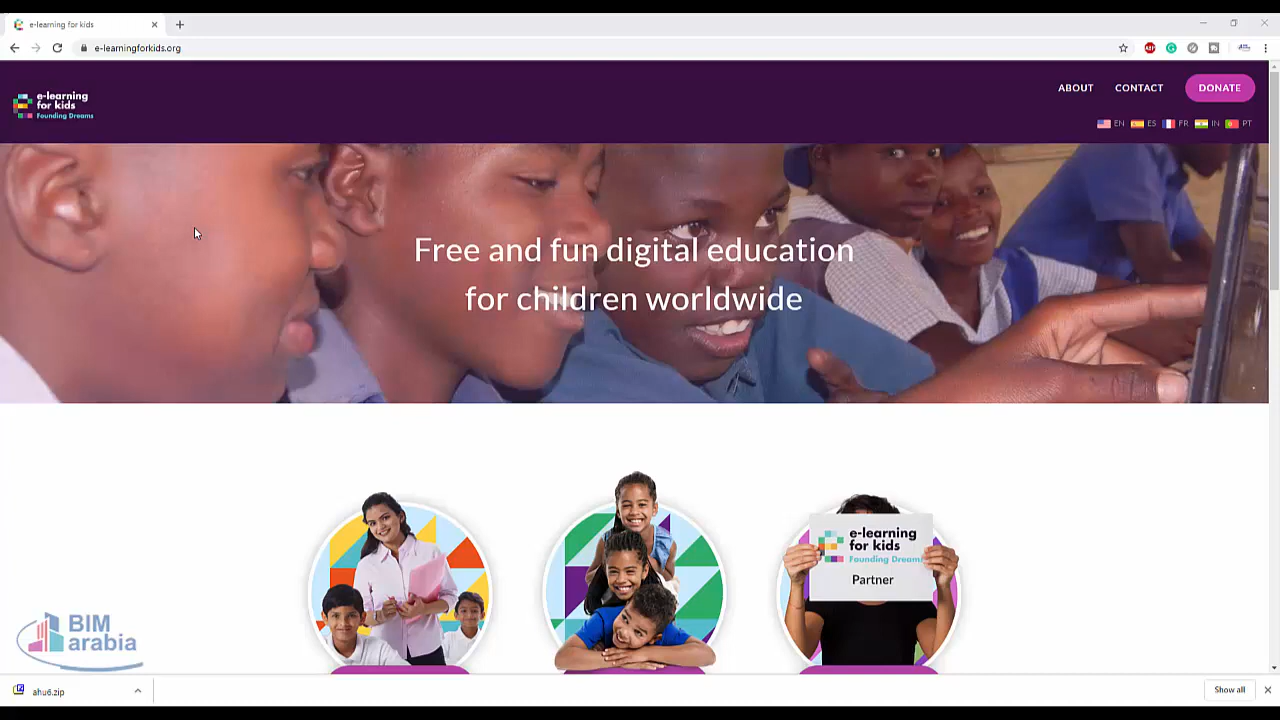 e-learning for kids
e-learningforkids.org
ABP
e-learning
for kids
Founding Dreams
ABOUT
CONTACT
DONATE
EN
ES
FR
IN
PT
Free and fun digital education
for children worldwide
e-learning
for kids
Founding Dreams
Partner
BIM
arabia
ahu6.zip
Show all